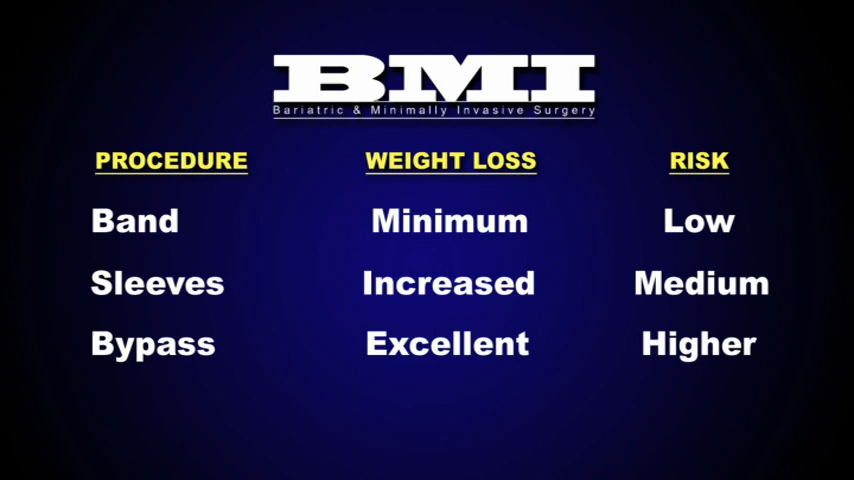 BMI
Bariatric & Minimally Invasive Surgery
PROCEDURE WEIGHT LOSS RISK
Band Minimum Low
Sleeves Increased Medium
Bypass Excellent Higher